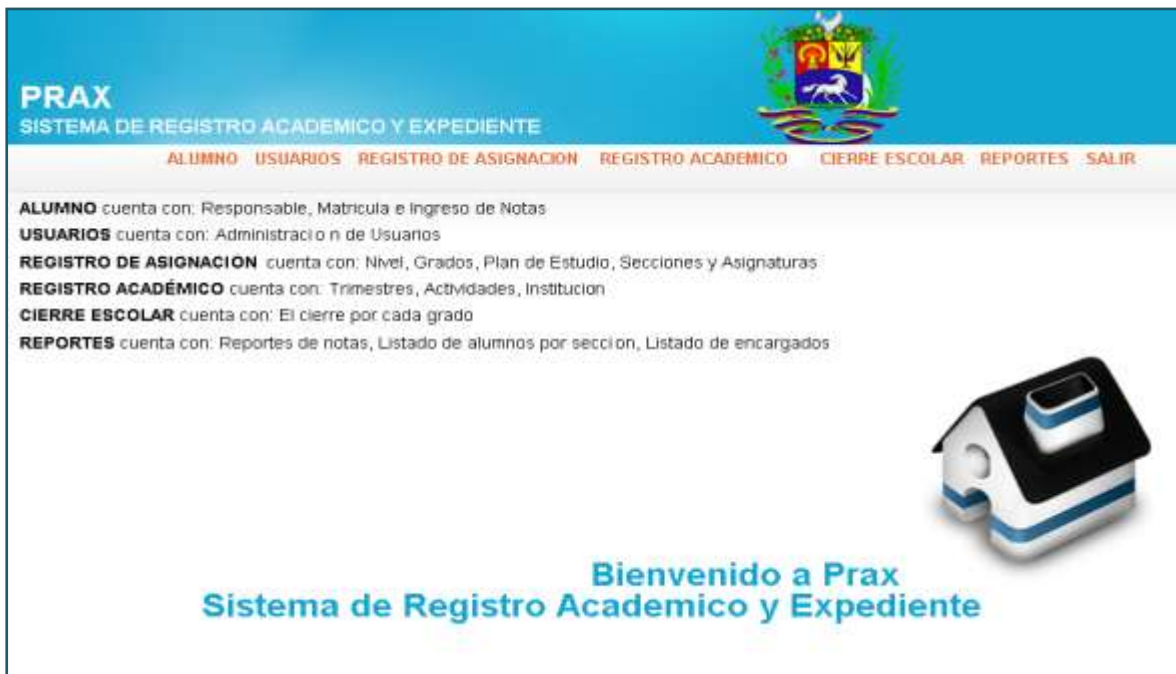 PRAX
SISTEMA DE REGISTRO ACADEMICO Y EXPEDIENTE
ALUMNO USUARIOS REGISTRO DE ASIGNACION REGISTRO ACADEMICO CIERRE ESCOLAR REPORTES SALIR
ALUMNO cuenta con: Responsable, Matricula e Ingreso de Notas
USUARIOS cuenta con: Administracio n de Usuarios
REGISTRO DE ASIGNACION cuenta con: Nivel, Grados, Plan de Estudio, Secciones y Asignaturas
REGISTRO ACADÉMICO cuenta con: Trimestres, Actividades, Institucion
CIERRE ESCOLAR cuenta con: El cierre por cada grado
REPORTES cuenta con: Reportes de notas, Listado de alumnos por seccion, Listado de encargados
Bienvenido a Prax
Sistema de Registro Academico y Expediente